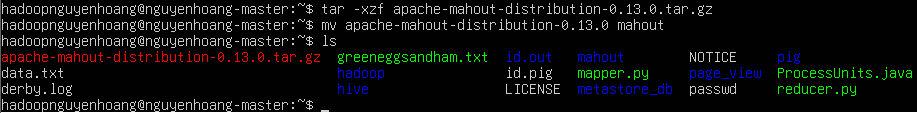 hadoopnguyenhoang@nguyenhoang-master:~$ tar -xzf apache-mahout-distribution-0.13.0.tar.gz
hadoopnguyenhoang@nguyenhoang-master:~$ mv apache-mahout-distribution-0.13.0 mahout
hadoopnguyenhoang@nguyenhoang-master:~$ ls
apache-mahout-distribution-0.13.0.tar.gz greeneggsandham.txt id.out mahout NOTICE pig
data.txt hadoop id.pig mapper.py page_view ProcessUnits.java
derby.log hive LICENSE metastore_db passwd reducer.py
hadoopnguyenhoang@nguyenhoang-master:~$ _